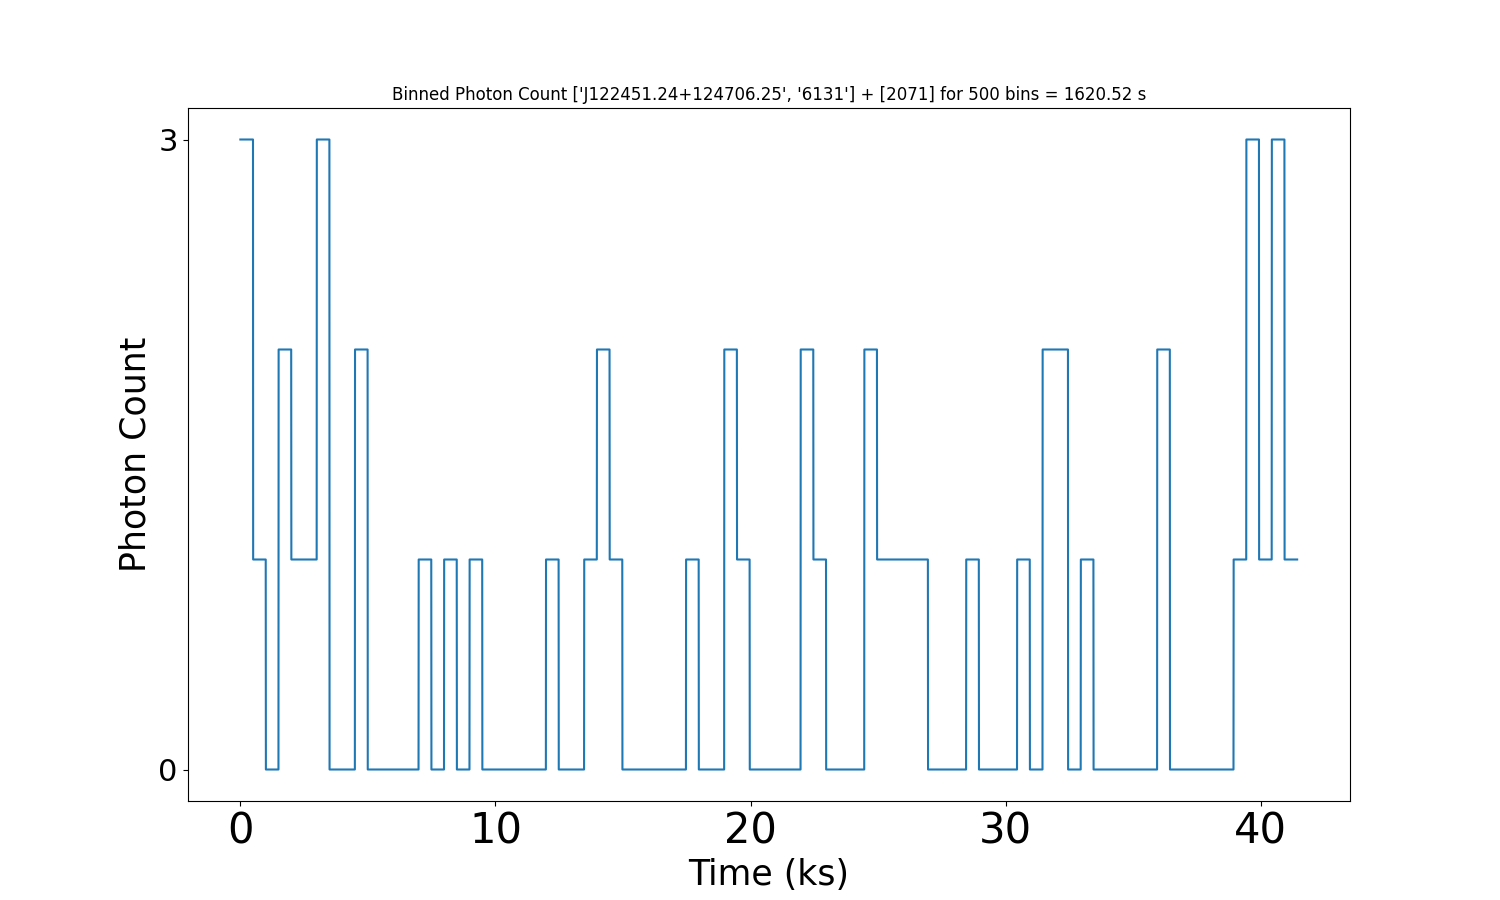 Binned Photon Count ['J122451.24+124706.25', '6131'] + [2071] for 500 bins = 1620.52 s
3
Photon Count
0
0 10 20 30 40
Time (ks)